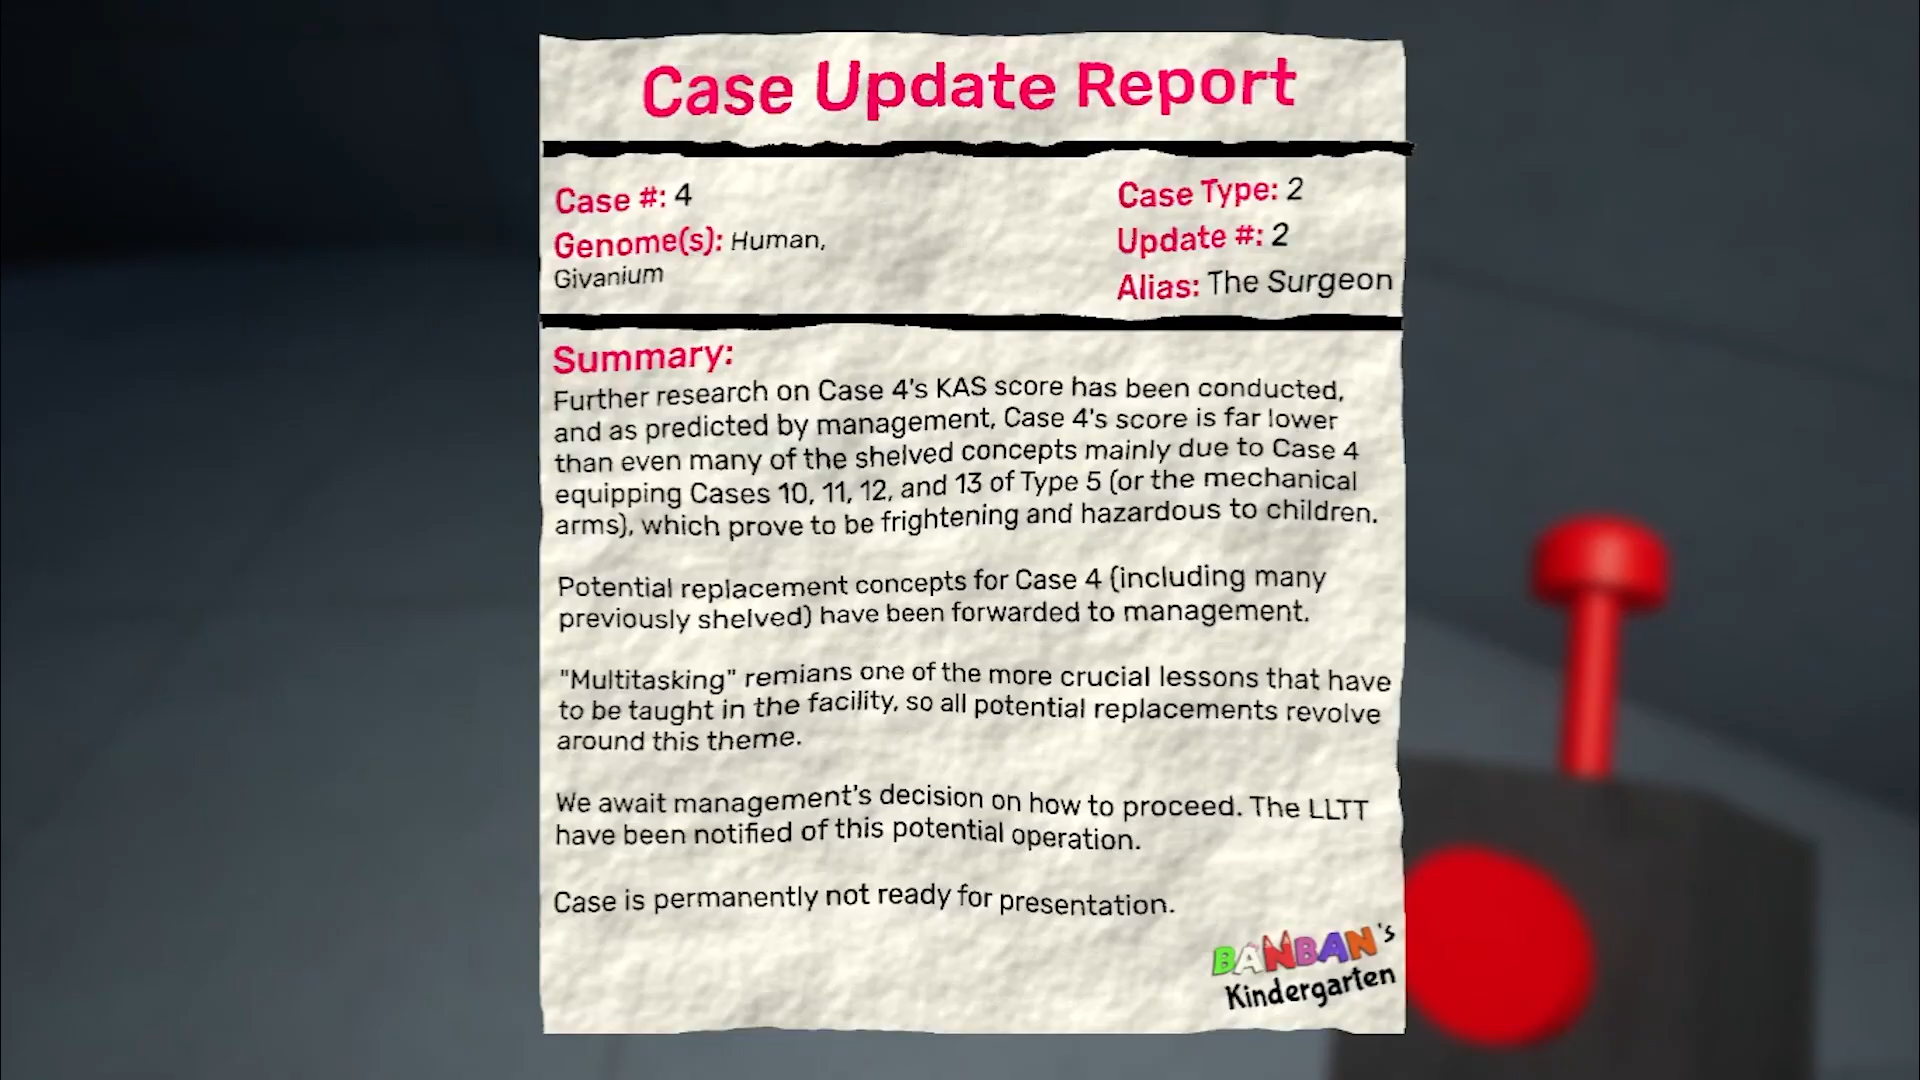 Case Update Report
Case #: 4
Genome(s): Human,
Givanium
Case Type: 2
Update #: 2
Alias: The Surgeon
Summary:
Further research on Case 4's KAS score has been conducted,
and as predicted by management, Case 4's score is far lower
than even many of the shelved concepts mainly due to Case 4
equipping Cases 10, 11, 12, and 13 of Type 5 (or the mechanical
arms), which prove to be frightening and hazardous to children.
Potential replacement concepts for Case 4 (including many
previously shelved) have been forwarded to management.
"Multitasking" remians one of the more crucial lessons that have
to be taught in the facility, so all potential replacements revolve
around this theme.
We await management's decision on how to proceed. The LLTT
have been notified of this potential operation.
Case is permanently not ready for presentation.
BANBAN's
Kindergarten